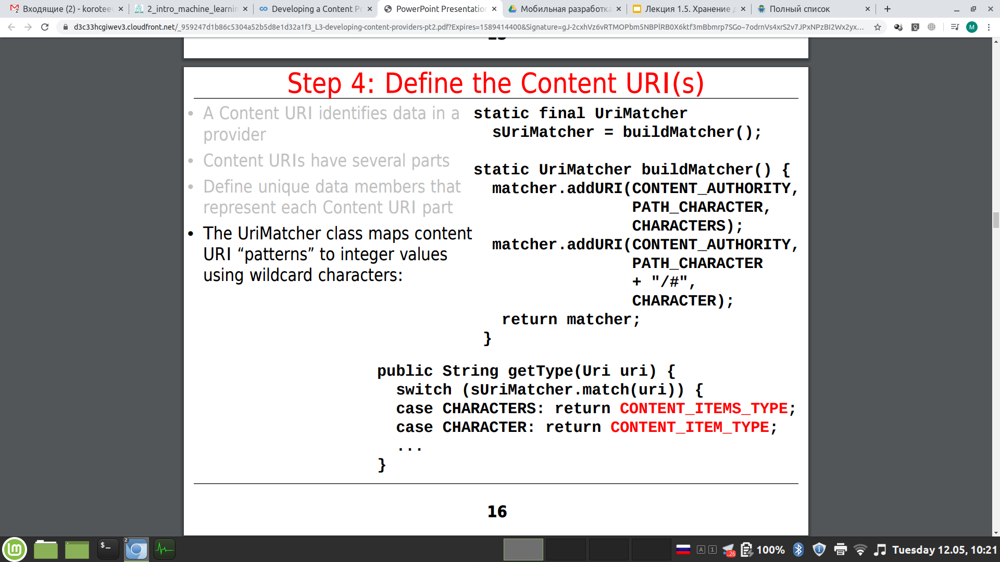 Входящие (2) - korotee
2_intro_machine_learnin
Developing a Content Pr
PowerPoint Presentation
Мобильная разработка
Лекция 1.5. Хранение д
Полный список
d3c33hcgiwev3.cloudfront.net/_959247d1b86c5304a52b5d8e1d32a1f3_L3-developing-content-providers-pt2.pdf?Expires=1589414400&Signature=gJ-2cxhVz6vRTMOPbm5NBPlRB0X6ktf3mBbmrp7SGo~7odrnVs4xrS2v7JPxNPzBI2Wx2yx...
M
Step 4: Define the Content URI(s)
• A Content URI identifies data in a
provider
• Content URIs have several parts
• Define unique data members that
represent each Content URI part
• The UriMatcher class maps content
URI “patterns” to integer values
using wildcard characters:
static final UriMatcher
sUriMatcher = buildMatcher();
static UriMatcher buildMatcher() {
matcher.addURI(CONTENT_AUTHORITY,
PATH_CHARACTER,
CHARACTERS);
matcher.addURI(CONTENT_AUTHORITY,
PATH_CHARACTER
+ "/#",
CHARACTER);
return matcher;
}
public String getType(Uri uri) {
switch (sUriMatcher.match(uri)) {
case CHARACTERS: return CONTENT_ITEMS_TYPE;
case CHARACTER: return CONTENT_ITEM_TYPE;
...
}
16
$_
2
A 1
..26
100%
Tuesday 12.05, 10:21